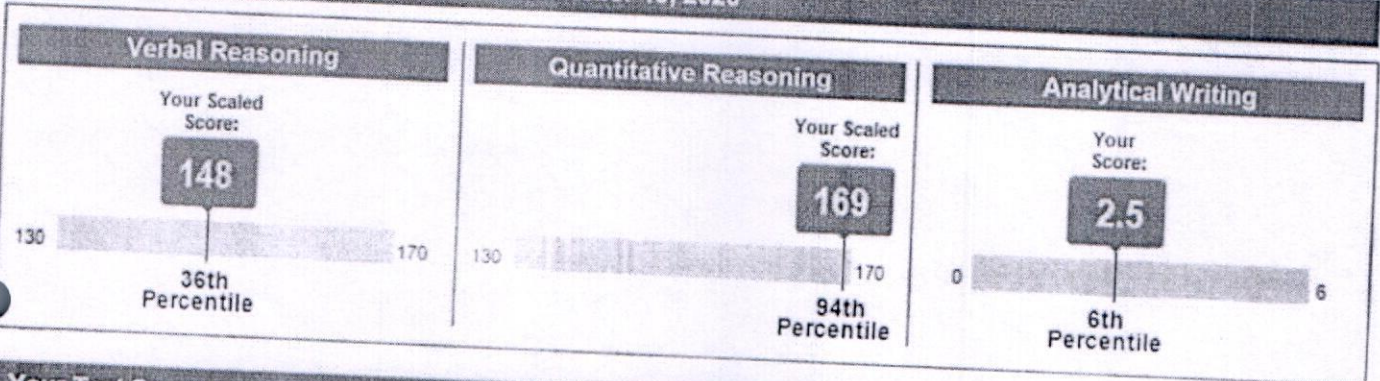 Verbal Reasoning
Your Scaled
Score:
148
130
170
36th
Percentile
Quantitative Reasoning
Your Scaled
Score:
169
130
170
94th
Percentile
Analytical Writing
Your
Score:
2.5
0
6
6th
Percentile